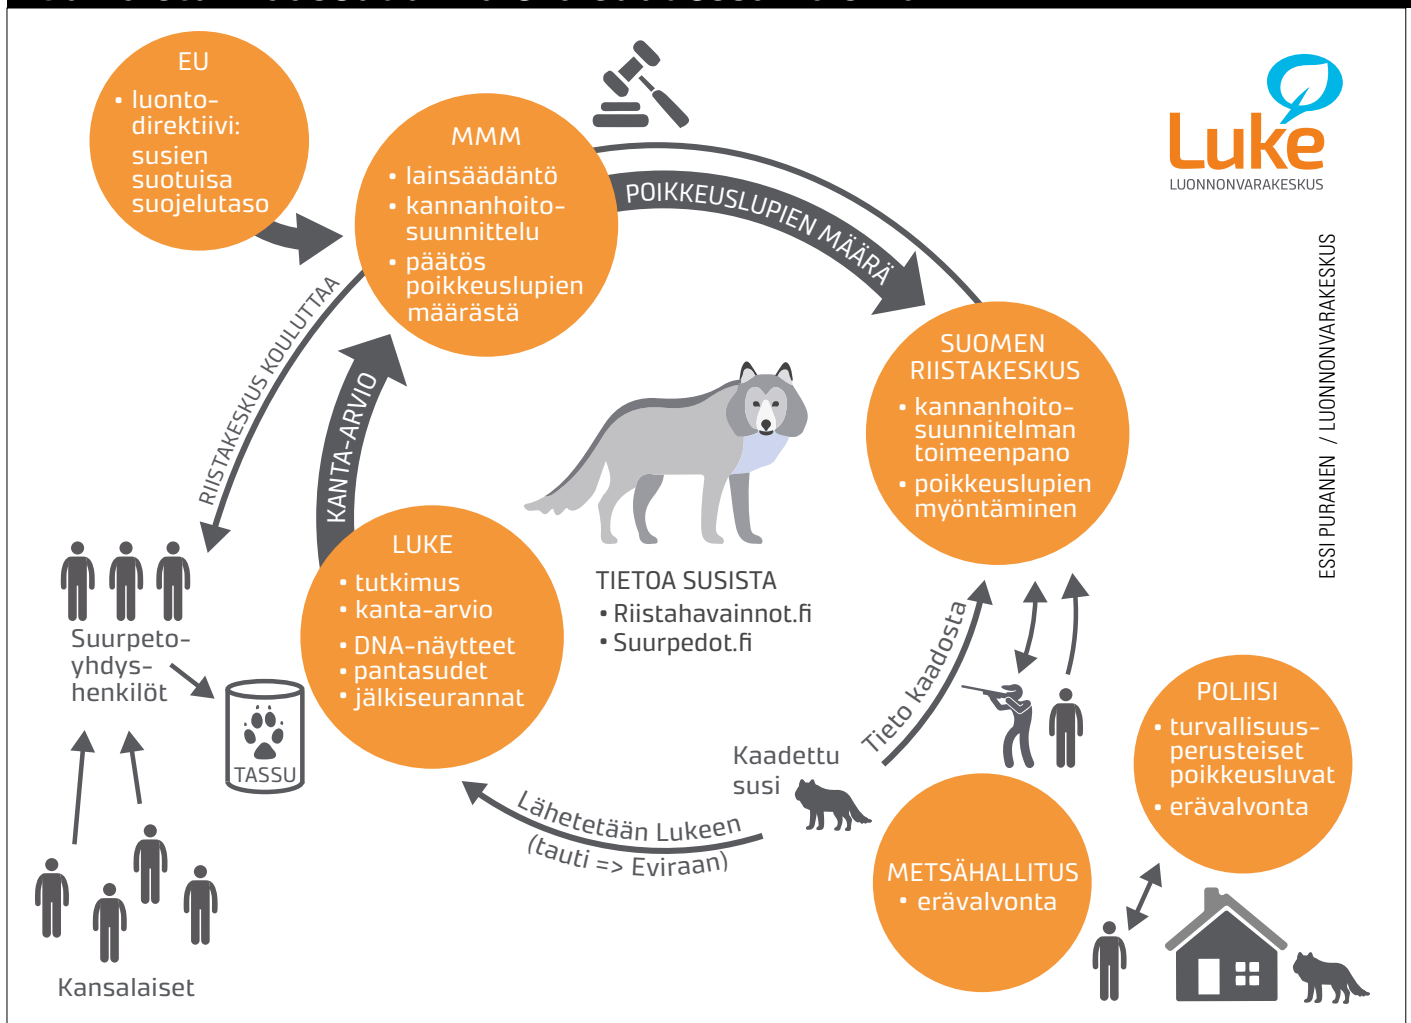 EU
• luonto-
direktiivi:
susien
suotuisa
suojelutaso
MMM
• lainsäädäntö
• kannanhoito-
suunnittelu
• päätös
poikkeuslupien
määrästä
POIKKEUSLUPIEN MÄÄRÄ
Luke
LUONNONVARAKESKUS
ESSI PURANEN / LUONNONVARAKESKUS
SUOMEN
RIISTAKESKUS
• kannanhoito-
suunnitelman
toimeenpano
• poikkeuslupien
myöntäminen
RIISTAKESKUS KOULUTTAA
KANTA-ARVIO
LUKE
• tutkimus
• kanta-arvio
• DNA-näytteet
• pantasudet
• jälkiseurannat
TIETOA SUSISTA
• Riistahavainnot.fi
• Suurpedot.fi
Suurpeto-
yhdys-
henkilöt
TASSU
Kansalaiset
Tieto kaadosta
Kaadettu
susi
Lähetetään Lukeen
(tauti => Eviraan)
METSÄHALLITUS
• erävalvonta
POLIISI
• turvallisuus-
perusteiset
poikkeusluvat
• erävalvonta